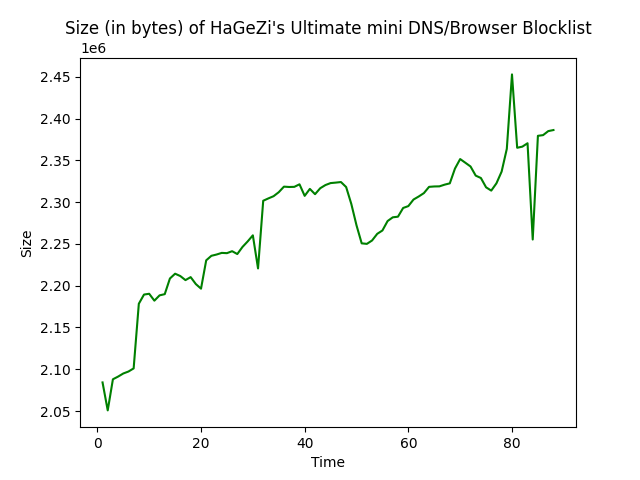 Size (in bytes) of HaGeZi's Ultimate mini DNS/Browser Blocklist
1e6
2.45
2.40
2.35
2.30
2.25
2.20
2.15
2.10
2.05
Size
0 20 40 60 80
Time